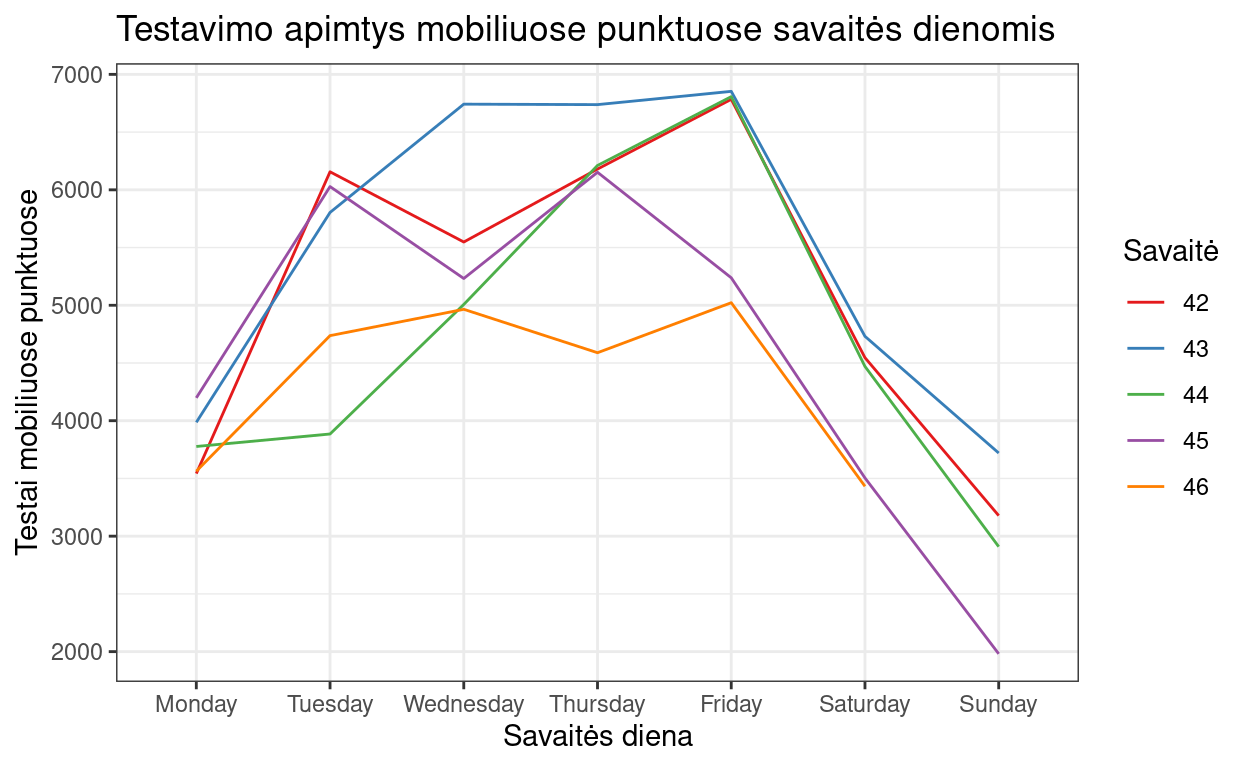 Testavimo apimtys mobiliuose punktuose savaitės dienomis
Testai mobiliuose punktuose
7000
6000
5000
4000
3000
2000
Monday
Tuesday
Wednesday
Thursday
Friday
Saturday
Sunday
Savaitės diena
Savaitė
42
43
44
45
46